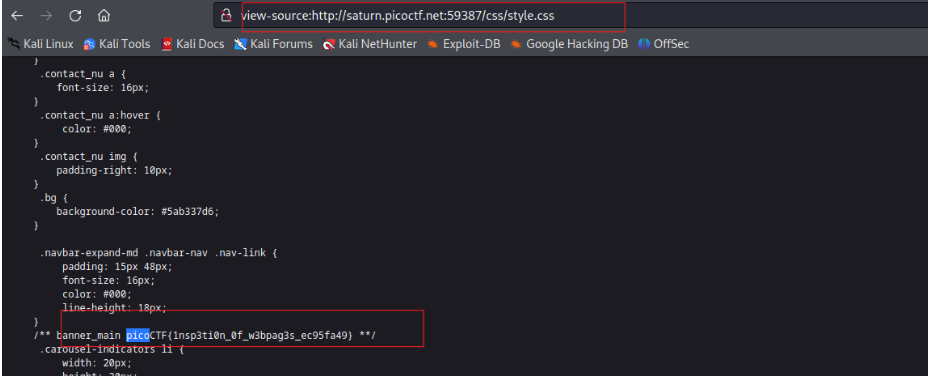 view-source:http://saturn.picoctf.net:59387/css/style.css
Kali Linux Kali Tools Kali Docs Kali Forums Kali NetHunter Exploit-DB Google Hacking DB OffSec
}
.contact_nu a {
font-size: 16px;
}
.contact_nu a:hover {
color: #000;
}
.contact_nu img {
padding-right: 10px;
}
.bg {
background-color: #5ab337d6;
}
.navbar-expand-md .navbar-nav .nav-link {
padding: 15px 48px;
font-size: 16px;
color: #000;
line-height: 18px;
}
/** banner_main picoCTF{1nsp3ti0n_0f_w3bpag3s_ec95fa49} **/
.carousel-indicators li {
width: 20px;
height: 20px;